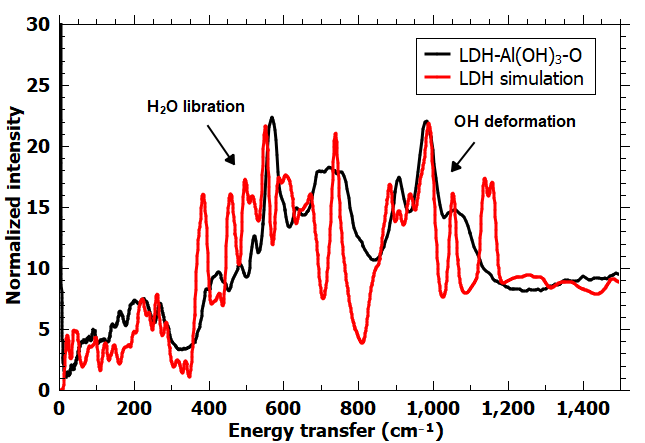 30
25
20
15
10
5
0
Normalized intensity
LDH-Al(OH)₃-O
LDH simulation
H₂O libration
OH deformation
0 200 400 600 800 1,000 1,200 1,400
Energy transfer (cm⁻¹)